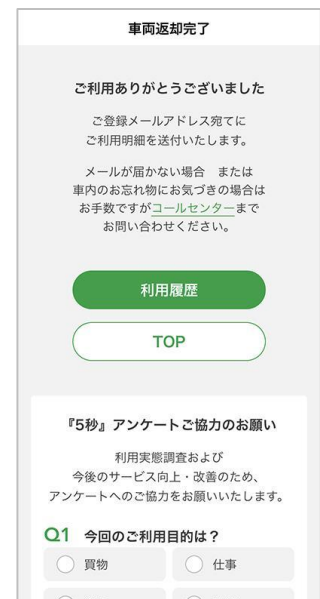 車両返却完了
ご利用ありがとうございました
ご登録メールアドレス宛てに
ご利用明細を送付いたします。
メールが届かない場合　または
車内のお忘れ物にお気づきの場合は
お手数ですがコールセンターまで
お問い合わせください。
利用履歴
TOP
『5秒』アンケートご協力のお願い
利用実態調査および
今後のサービス向上・改善のため、
アンケートへのご協力をお願いいたします。
Q1 今回のご利用目的は？
買物
仕事